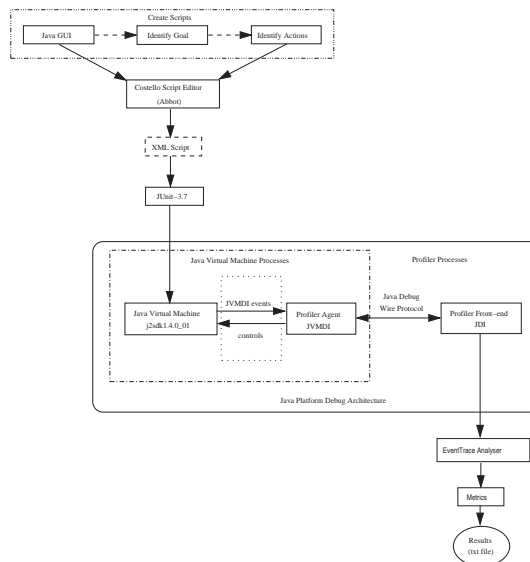 Create Scripts
Java GUI
Identify Goal
Identify Actions
Costello Script Editor
(Abbot)
XML Script
JUnit-3.7
Java Virtual Machine Processes
Profiler Processes
Java Virtual Machine
j2sdk1.4.0_01
JVMDI events
controls
Profiler Agent
JVMDI
Java Debug
Wire Protocol
Profiler Front-end
JDI
Java Platform Debug Architecture
EventTrace Analyser
Metrics
Results
(txt file)